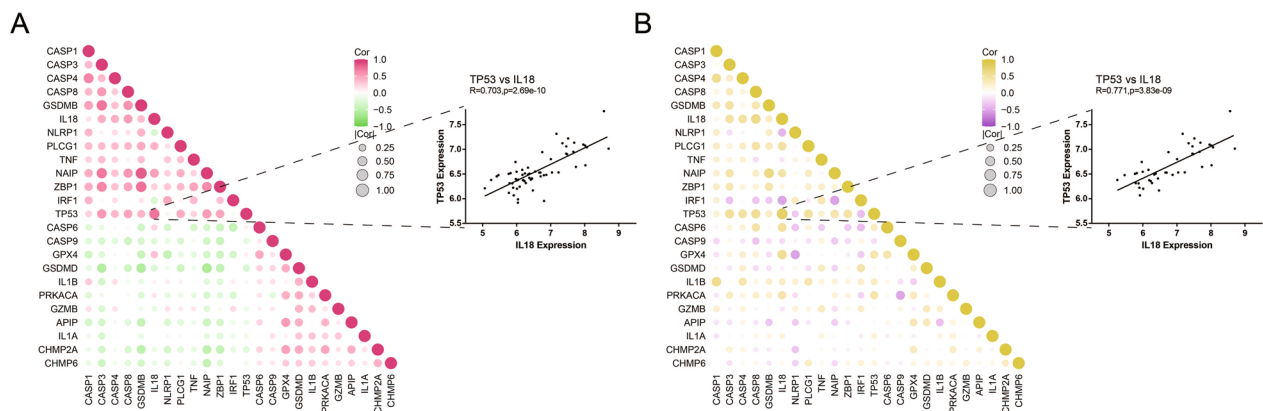 A
CASP1
CASP3
CASP4
CASP8
GSDMB
IL18
NLRP1
PLCG1
TNF
NAIP
ZBP1
IRF1
TP53
CASP6
CASP9
GPX4
GSDMD
IL1B
PRKACA
GZMB
APIP
IL1A
CHMP2A
CHMP6
CASP1
CASP3
CASP4
CASP8
GSDMB
IL18
NLRP1
PLCG1
TNF
NAIP
ZBP1
IRF1
TP53
CASP6
CASP9
GPX4
GSDMD
IL1B
PRKACA
GZMB
APIP
IL1A
CHMP2A
CHMP6
Cor
1.0
0.5
0.0
−0.5
−1.0
|Cor|
0.25
0.50
0.75
1.00
TP53 vs IL18
R=0.703,p=2.69e-10
TP53 Expression
7.5
7.0
6.5
6.0
5.5
5
6
7
8
9
IL18 Expression
B
CASP1
CASP3
CASP4
CASP8
GSDMB
IL18
NLRP1
PLCG1
TNF
NAIP
ZBP1
IRF1
TP53
CASP6
CASP9
GPX4
GSDMD
IL1B
PRKACA
GZMB
APIP
IL1A
CHMP2A
CHMP6
CASP1
CASP3
CASP4
CASP8
GSDMB
IL18
NLRP1
PLCG1
TNF
NAIP
ZBP1
IRF1
TP53
CASP6
CASP9
GPX4
GSDMD
IL1B
PRKACA
GZMB
APIP
IL1A
CHMP2A
CHMP6
Cor
1.0
0.5
0.0
−0.5
−1.0
|Cor|
0.25
0.50
0.75
1.00
TP53 vs IL18
R=0.771,p=3.83e-09
TP53 Expression
7.5
7.0
6.5
6.0
5.5
5
6
7
8
9
IL18 Expression